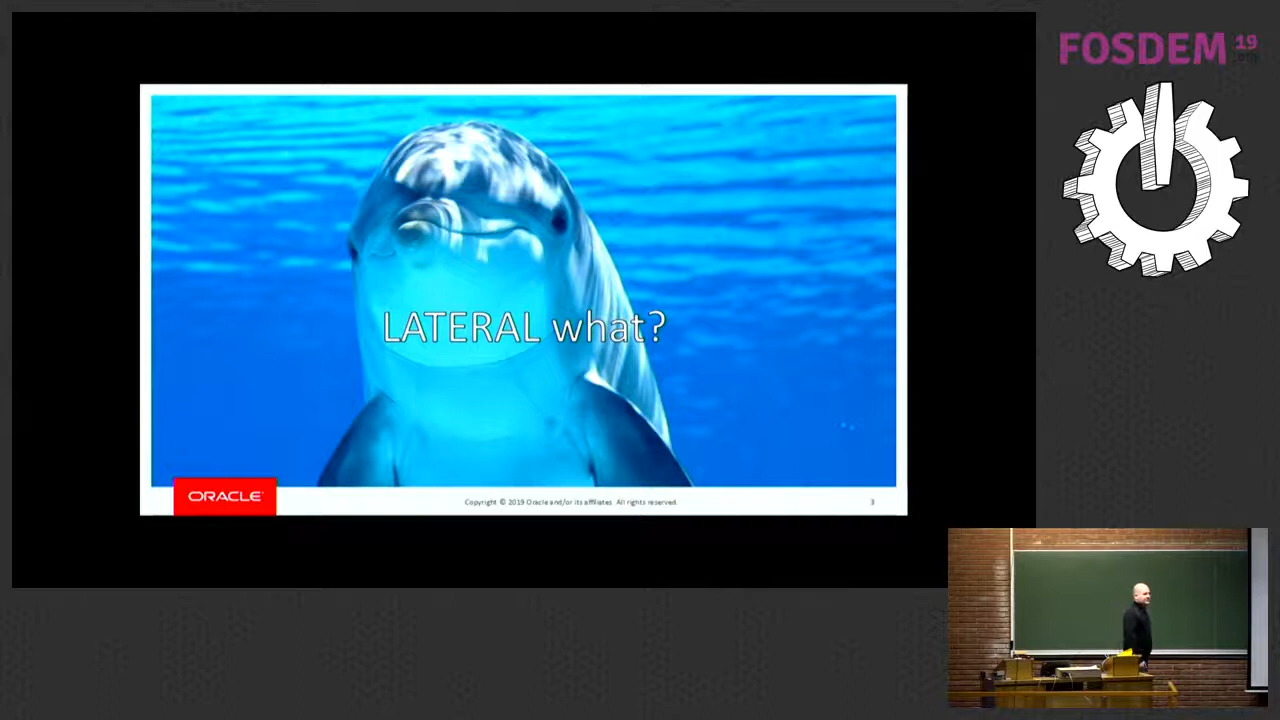 FOSDEM 19
LATERAL what?
ORACLE
Copyright © 2019 Oracle and/or its affiliates. All rights reserved.
3